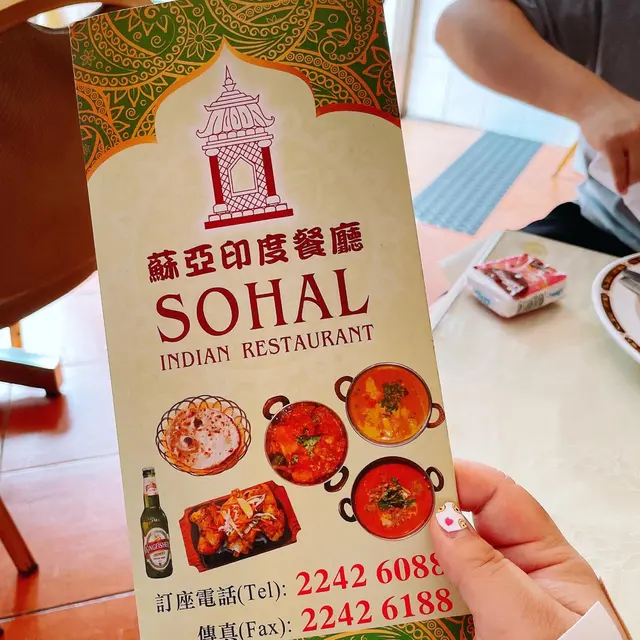 蘇亞印度餐廳
SOHAL
INDIAN RESTAURANT
訂座電話(Tel): 2242 6088
傳真(Fax): 2242 6188